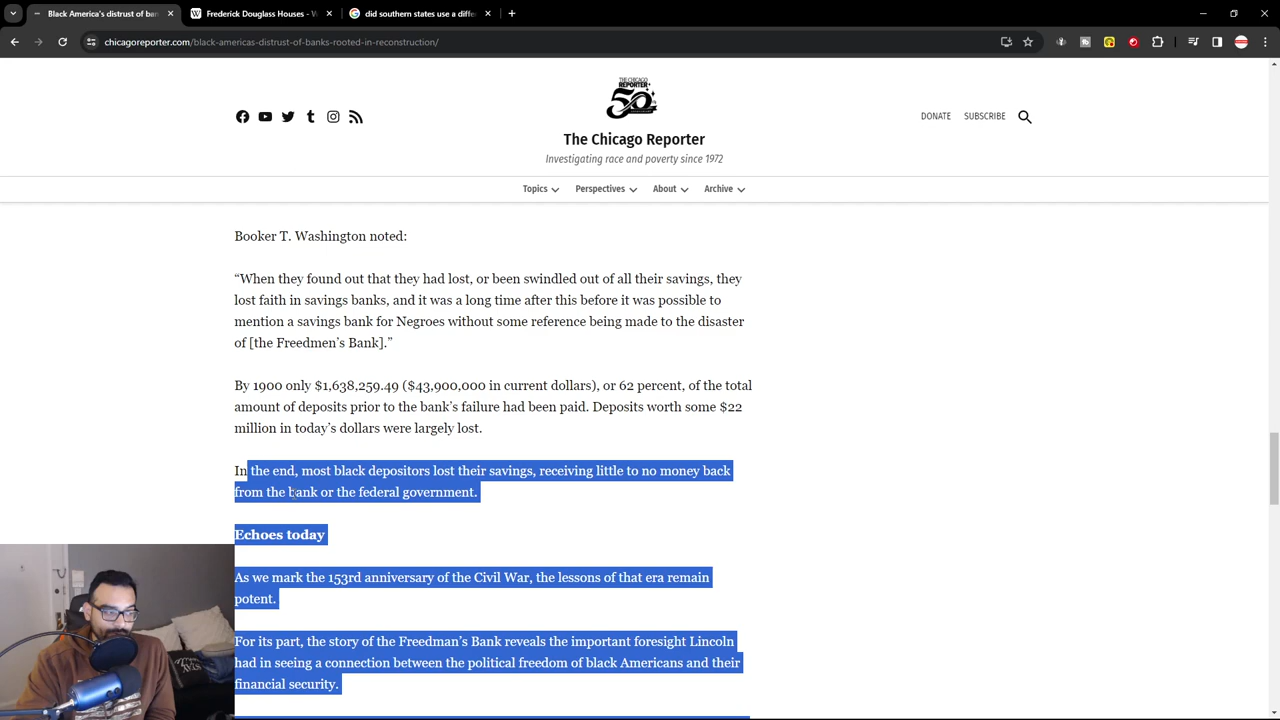 Black America's distrust of ban
Frederick Douglass Houses - W
did southern states use a diffe
chicagoreporter.com/black-americas-distrust-of-banks-rooted-in-reconstruction/
THE CHICAGO
REPORTER
50
The Chicago Reporter
Investigating race and poverty since 1972
DONATE
SUBSCRIBE
Topics
Perspectives
About
Archive
Booker T. Washington noted:
“When they found out that they had lost, or been swindled out of all their savings, they
lost faith in savings banks, and it was a long time after this before it was possible to
mention a savings bank for Negroes without some reference being made to the disaster
of [the Freedmen’s Bank].”
By 1900 only $1,638,259.49 ($43,900,000 in current dollars), or 62 percent, of the total
amount of deposits prior to the bank’s failure had been paid. Deposits worth some $22
million in today’s dollars were largely lost.
In the end, most black depositors lost their savings, receiving little to no money back
from the bank or the federal government.
Echoes today
As we mark the 153rd anniversary of the Civil War, the lessons of that era remain
potent.
For its part, the story of the Freedman’s Bank reveals the important foresight Lincoln
had in seeing a connection between the political freedom of black Americans and their
financial security.